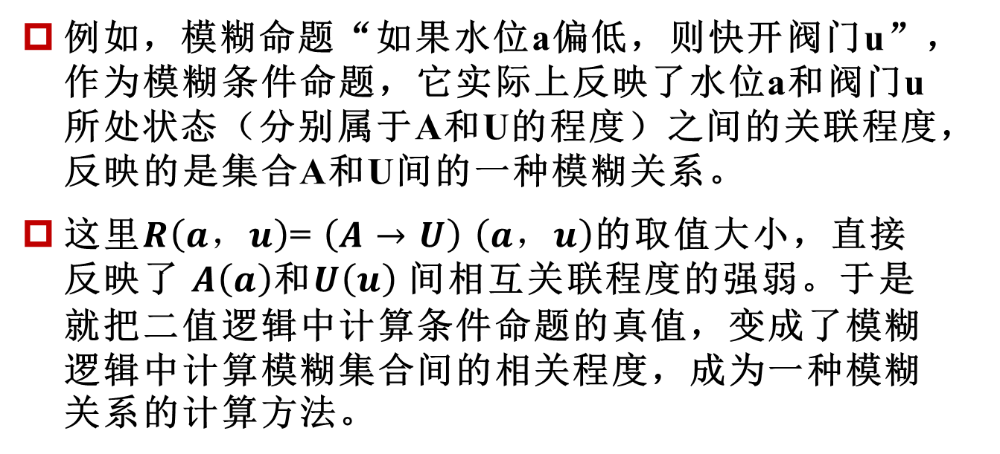 例如，模糊命题“如果水位a偏低，则快开阀门u”，
作为模糊条件命题，它实际上反映了水位a和阀门u
所处状态（分别属于A和U的程度）之间的关联程度，
反映的是集合A和U间的一种模糊关系。
这里R(a，u)= (A → U) (a，u)的取值大小，直接
反映了 A(a)和U(u) 间相互关联程度的强弱。于是
就把二值逻辑中计算条件命题的真值，变成了模糊
逻辑中计算模糊集合间的相关程度，成为一种模糊
关系的计算方法。